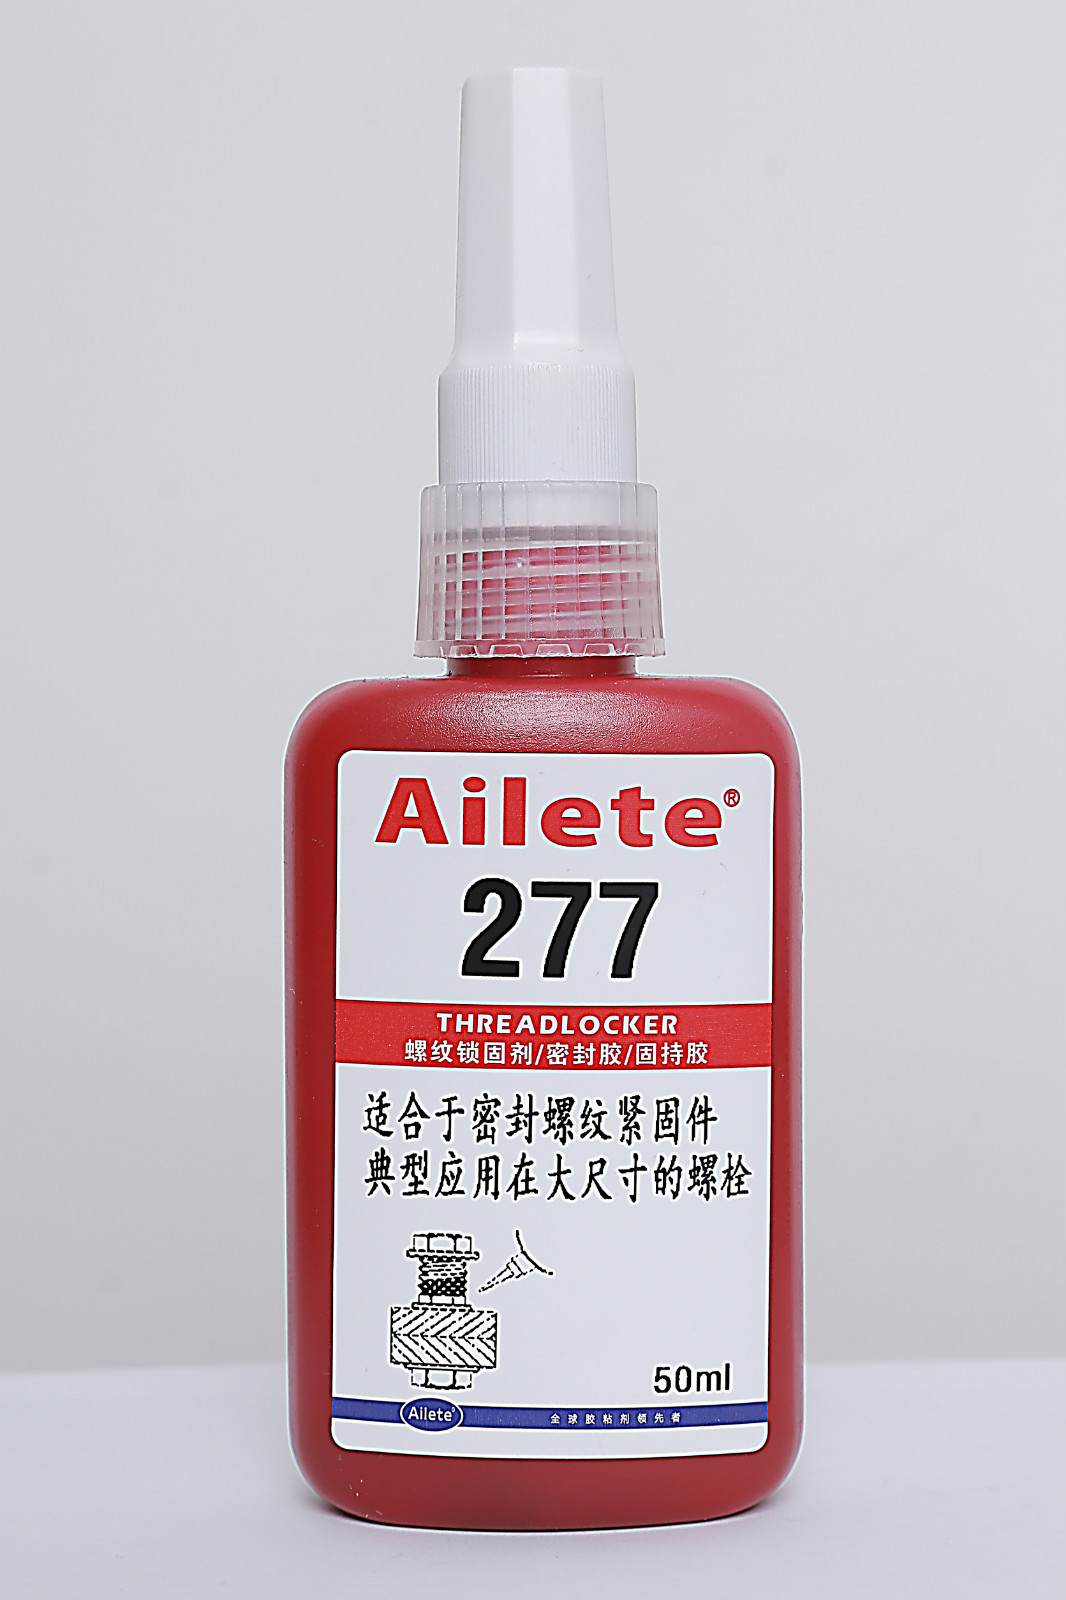 Ailete®
277
THREADLOCKER
螺纹锁固剂/密封胶/固持胶
适合于密封螺纹紧固件
典型应用在大尺寸的螺栓
50ml
Ailete® 全球胶粘剂领先者